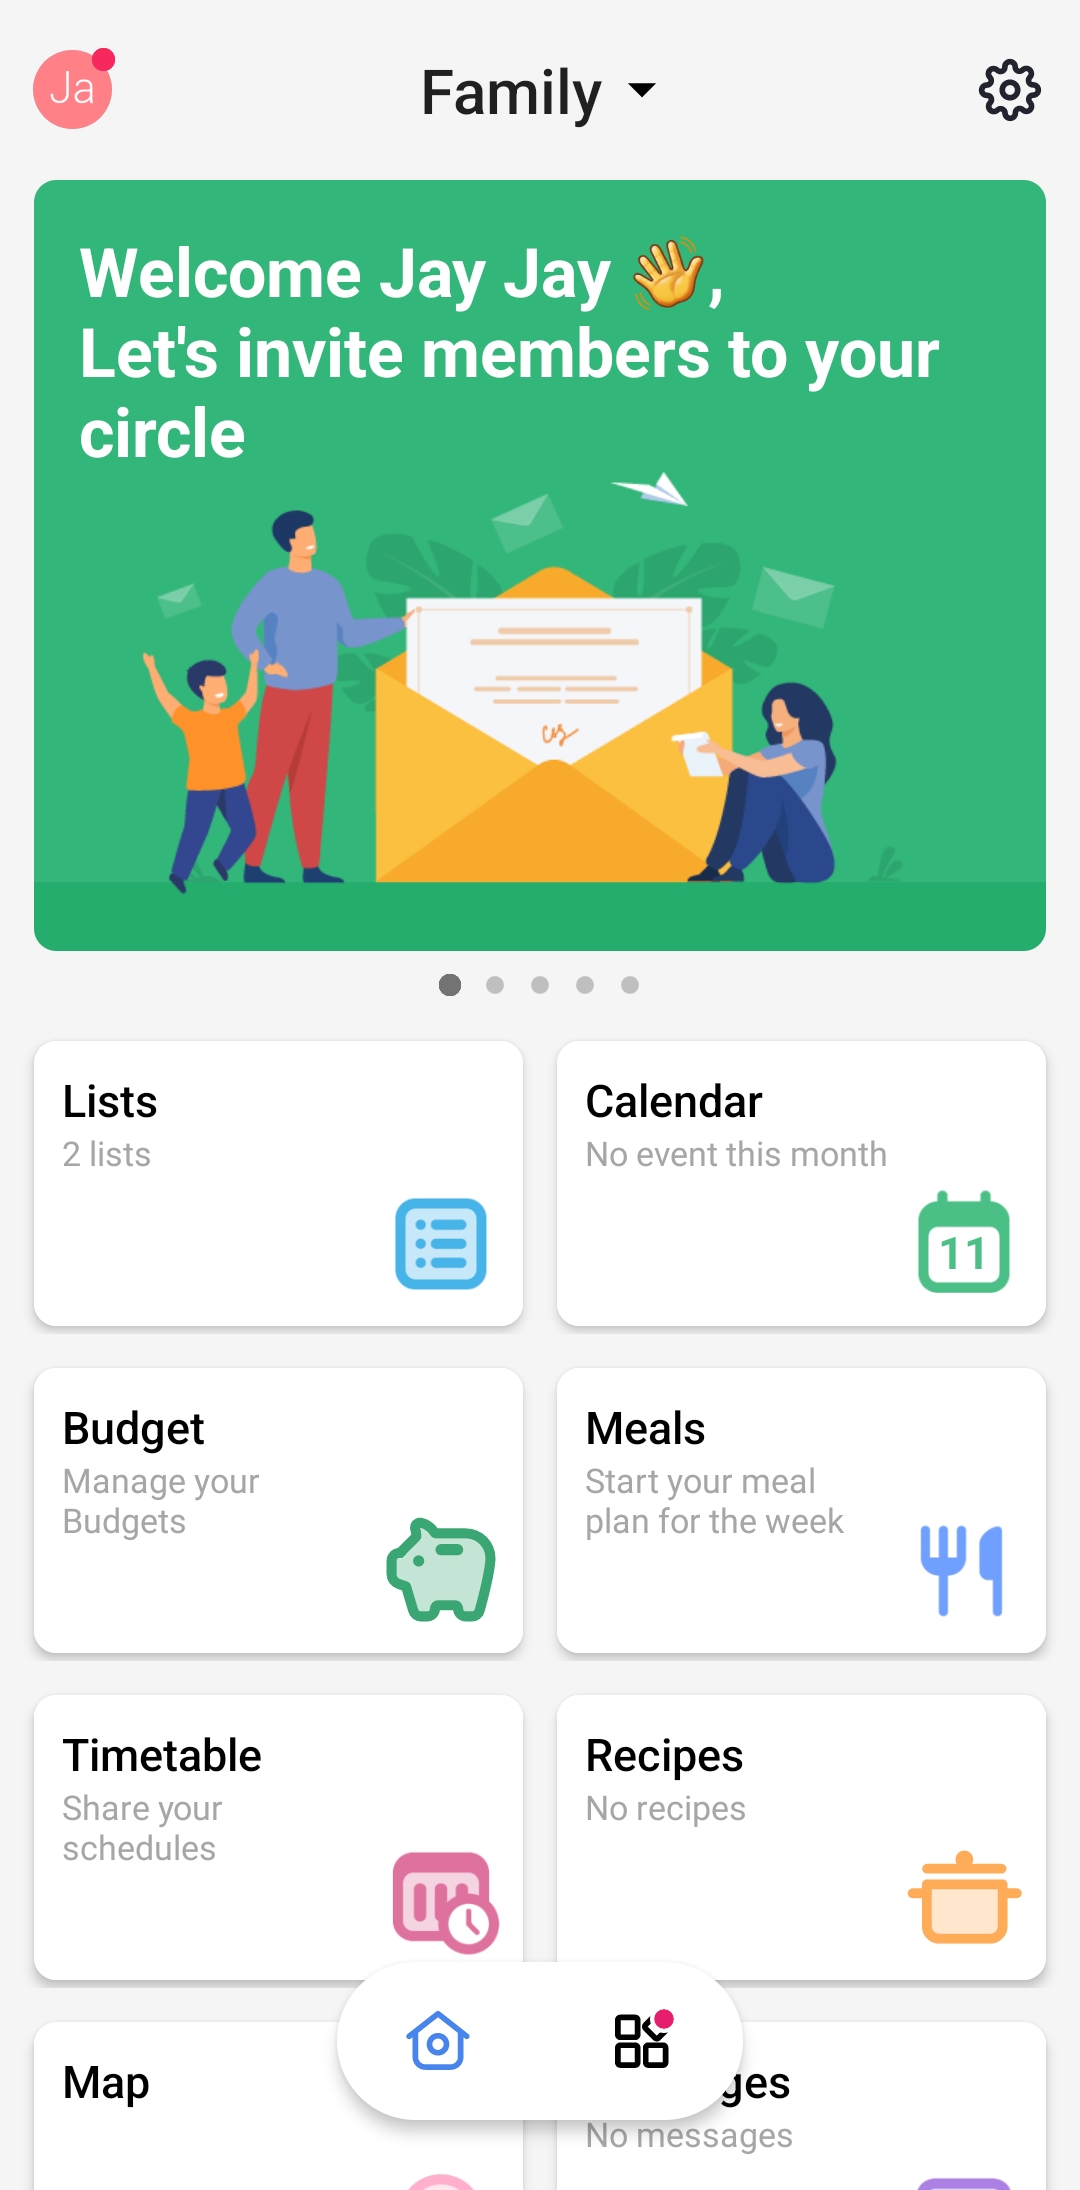 Ja
Family
Welcome Jay Jay 👋,
Let's invite members to your
circle
Lists
2 lists
Calendar
No event this month
11
Budget
Manage your
Budgets
Meals
Start your meal
plan for the week
Timetable
Share your
schedules
Recipes
No recipes
Map
ges
No messages